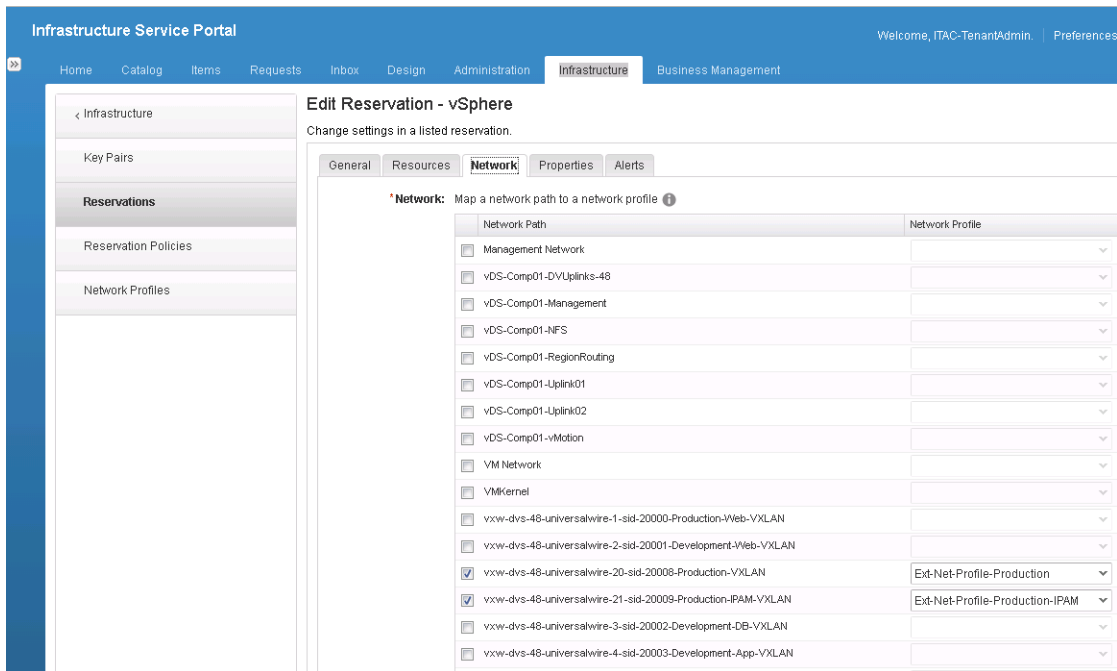 Infrastructure Service Portal
Welcome, ITAC-TenantAdmin. Preferences
Home Catalog Items Requests Inbox Design Administration Infrastructure Business Management
Infrastructure
Key Pairs
Reservations
Reservation Policies
Network Profiles
Edit Reservation - vSphere
Change settings in a listed reservation.
General Resources Network Properties Alerts
*Network: Map a network path to a network profile
Network Path Network Profile
Management Network
vDS-Comp01-DVUplinks-48
vDS-Comp01-Management
vDS-Comp01-NFS
vDS-Comp01-RegionRouting
vDS-Comp01-Uplink01
vDS-Comp01-Uplink02
vDS-Comp01-vMotion
VM Network
VMKernel
vxw-dvs-48-universalwire-1-sid-20000-Production-Web-VXLAN
vxw-dvs-48-universalwire-2-sid-20001-Development-Web-VXLAN
vxw-dvs-48-universalwire-20-sid-20008-Production-VXLAN Ext-Net-Profile-Production
vxw-dvs-48-universalwire-21-sid-20009-Production-IPAM-VXLAN Ext-Net-Profile-Production-IPAM
vxw-dvs-48-universalwire-3-sid-20002-Development-DB-VXLAN
vxw-dvs-48-universalwire-4-sid-20003-Development-App-VXLAN